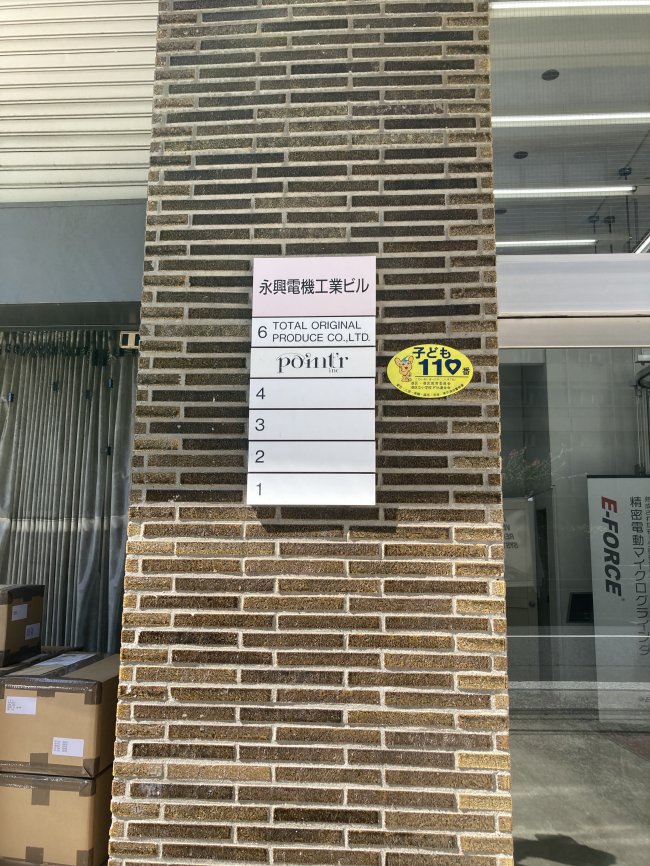 永興電機工業ビル
6 TOTAL ORIGINAL
PRODUCE CO.,LTD.
pointr
inc
4
3
2
1
子ども
110番
E-FORCE
精密電動マイクログライダ